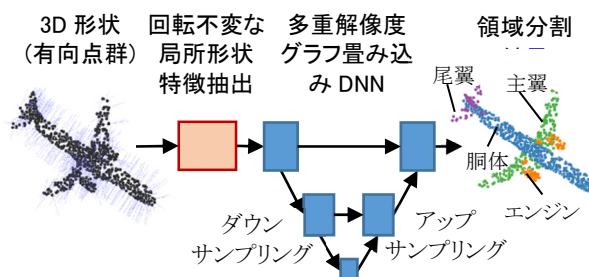 3D 形状
(有向点群)
回転不変な
局所形状
特徴抽出
多重解像度
グラフ畳み込
み DNN
領域分割
尾翼
主翼
胴体
エンジン
ダウン
サンプリング
アップ
サンプリング